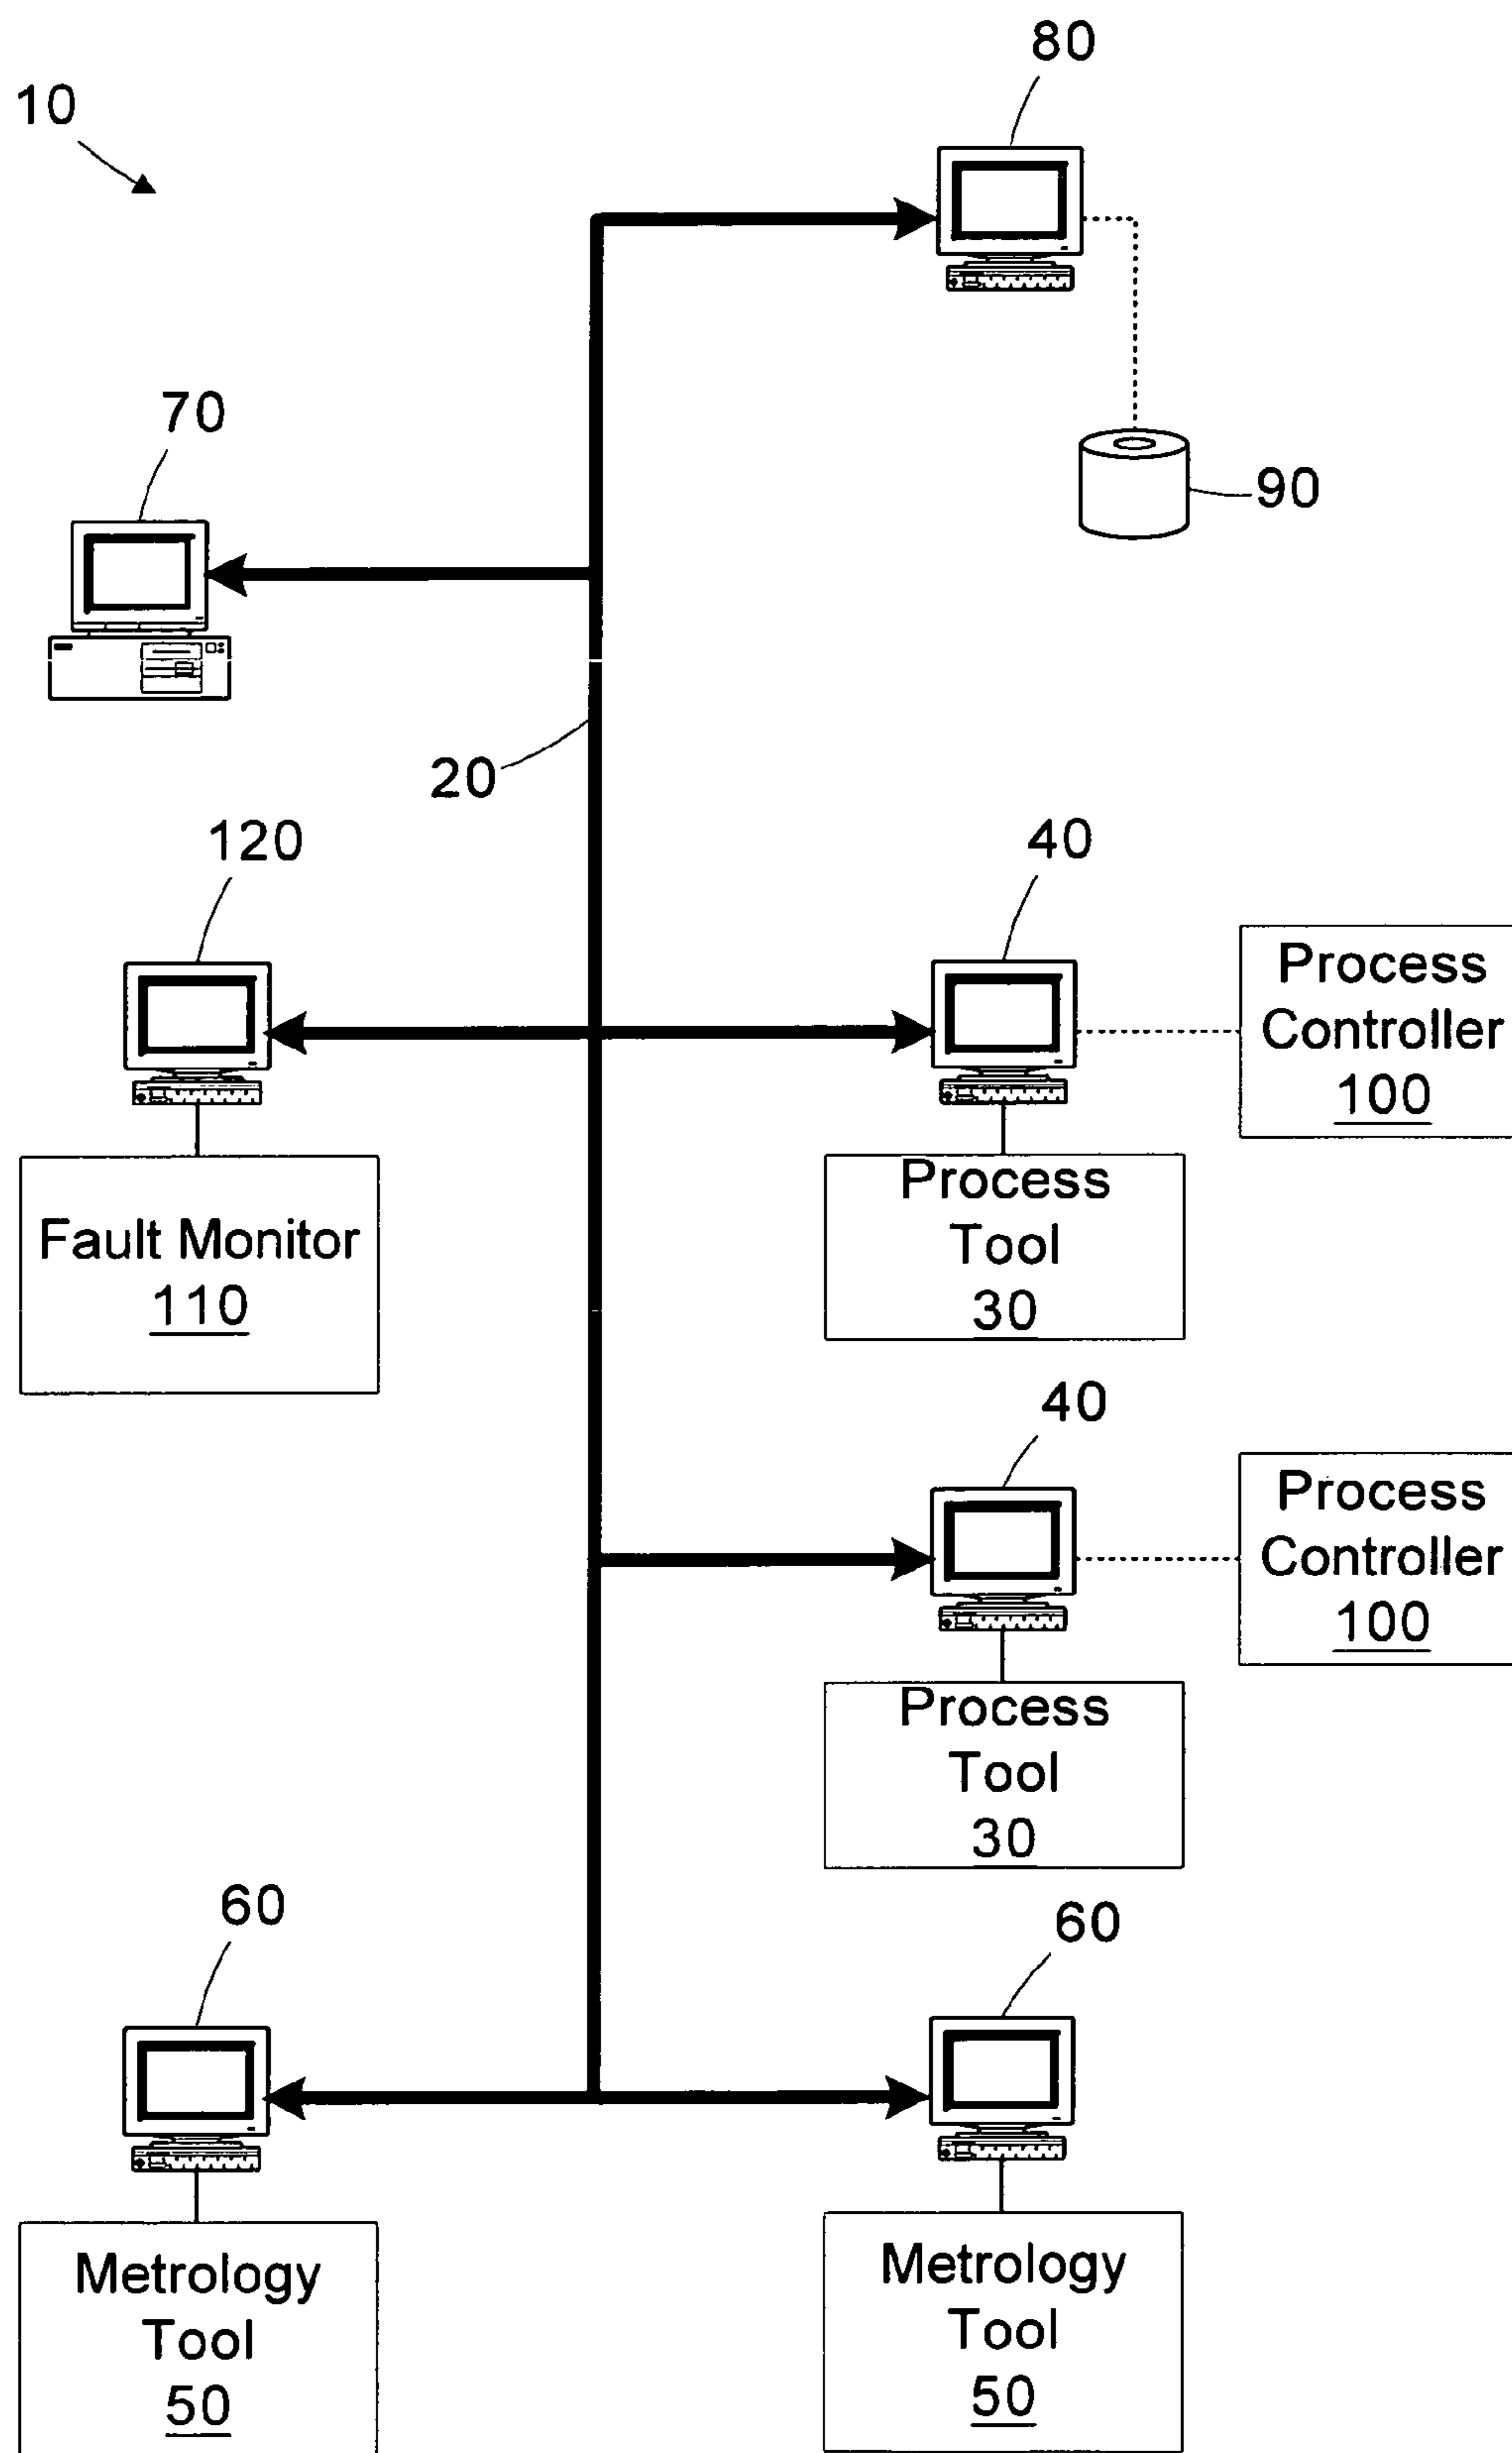 80
10
70
90
20
120
40
Process
Controller
100
Process
Tool
30
Fault Monitor
110
40
Process
Controller
100
Process
Tool
30
60
60
Metrology
Tool
50
Metrology
Tool
50